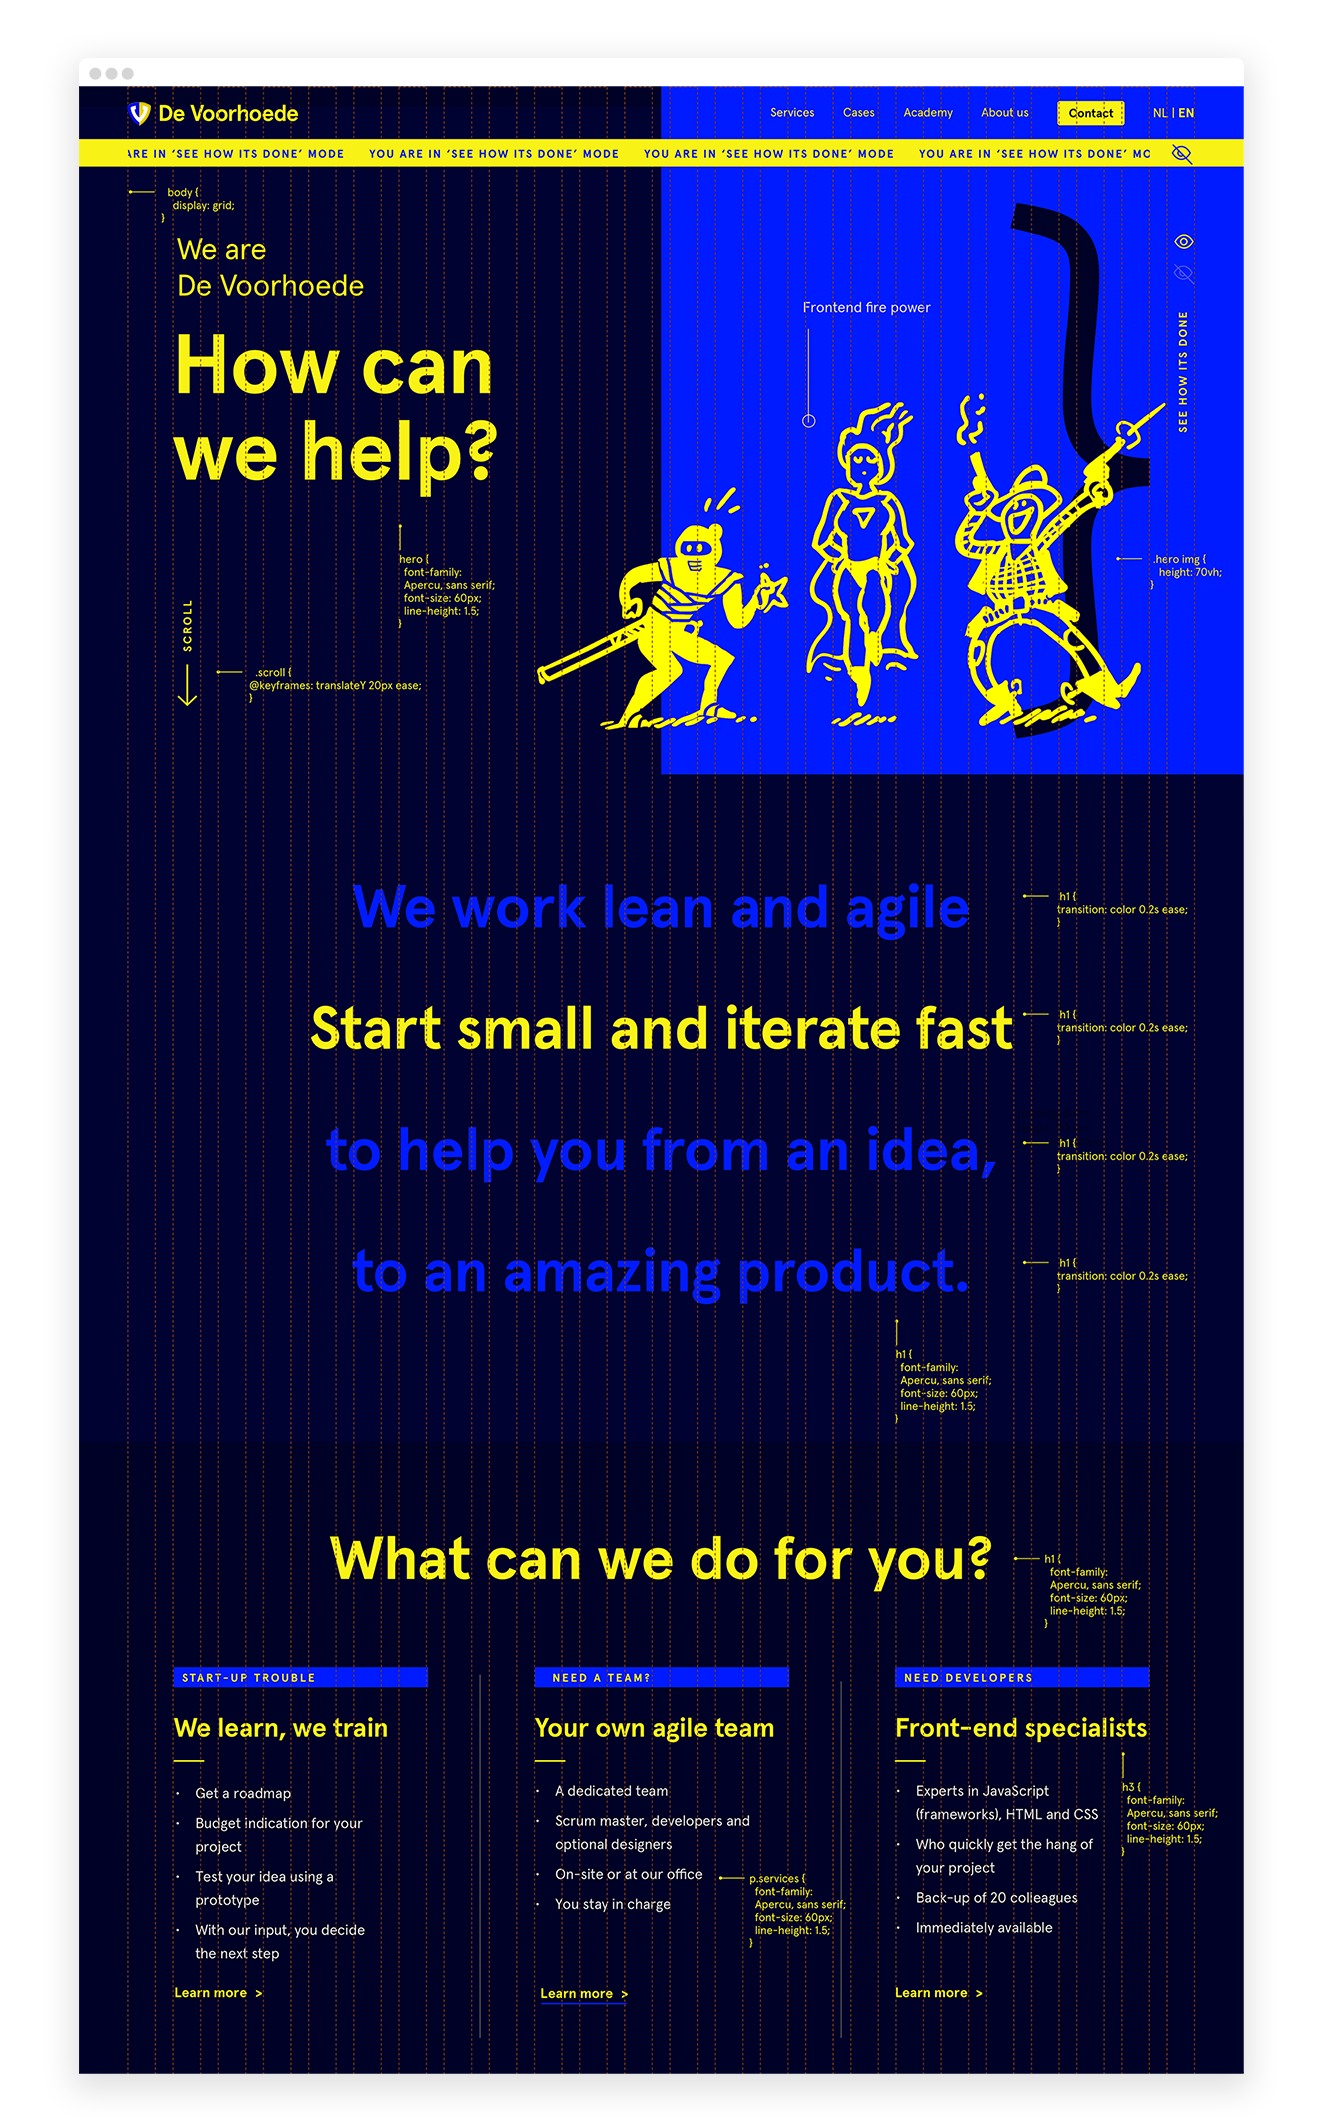 De Voorhoede
Services Cases Academy About us Contact NL | EN
ARE IN ‘SEE HOW ITS DONE’ MODE YOU ARE IN ‘SEE HOW ITS DONE’ MODE YOU ARE IN ‘SEE HOW ITS DONE’ MODE YOU ARE IN ‘SEE HOW ITS DONE’ MO
body {
display: grid;
}
We are
De Voorhoede
How can
we help?
hero {
font-family:
Apercu, sans serif;
font-size: 60px;
line-height: 1.5;
}
SCROLL
.scroll {
@keyframes: translateY 20px ease;
}
Frontend fire power
SEE HOW ITS DONE
.hero img {
height: 70vh;
}
We work lean and agile
h1 {
transition: color 0.2s ease;
}
Start small and iterate fast
h1 {
transition: color 0.2s ease;
}
to help you from an idea,
h1 {
transition: color 0.2s ease;
}
to an amazing product.
h1 {
transition: color 0.2s ease;
}
h1 {
font-family:
Apercu, sans serif;
font-size: 60px;
line-height: 1.5;
}
What can we do for you?
h1 {
font-family:
Apercu, sans serif;
font-size: 60px;
line-height: 1.5;
}
START-UP TROUBLE
We learn, we train
• Get a roadmap
• Budget indication for your
project
• Test your idea using a
prototype
• With our input, you decide
the next step
Learn more >
NEED A TEAM?
Your own agile team
• A dedicated team
• Scrum master, developers and
optional designers
• On-site or at our office
• You stay in charge
p.services {
font-family:
Apercu, sans serif;
font-size: 60px;
line-height: 1.5;
}
Learn more >
NEED DEVELOPERS
Front-end specialists
• Experts in JavaScript
(frameworks), HTML and CSS
• Who quickly get the hang of
your project
• Back-up of 20 colleagues
• Immediately available
h3 {
font-family:
Apercu, sans serif;
font-size: 60px;
line-height: 1.5;
}
Learn more >